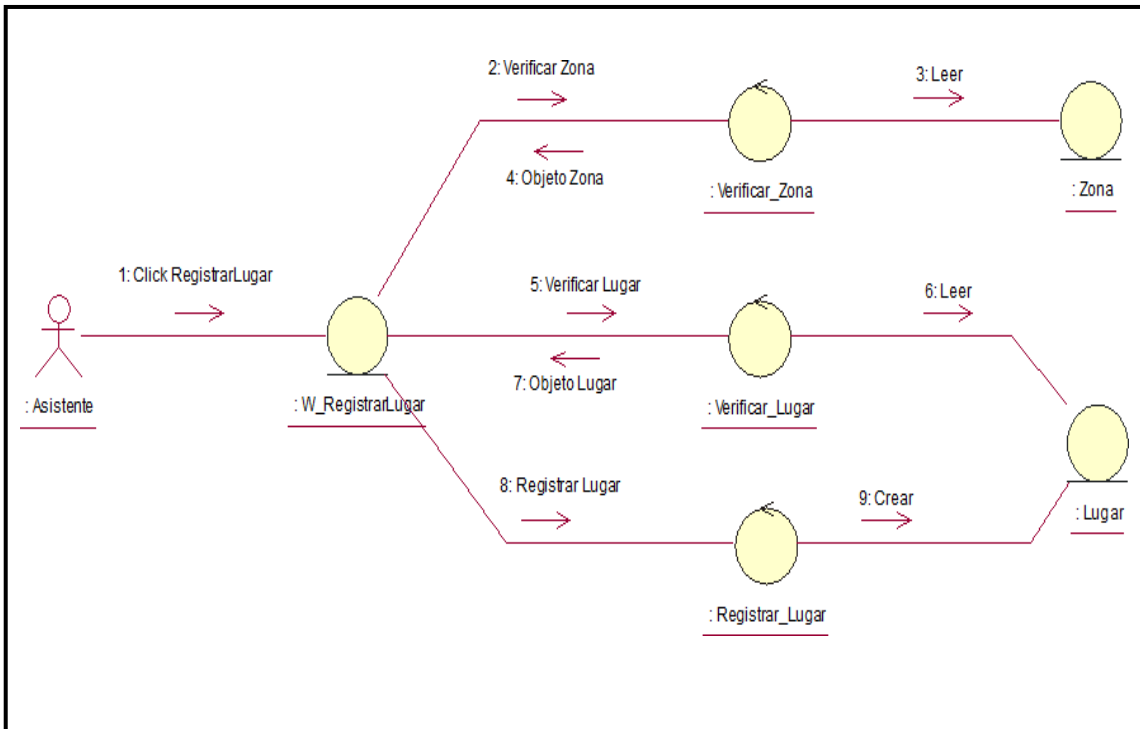 2: Verificar Zona
3: Leer
4: Objeto Zona
: Verificar_Zona
: Zona
1: Click RegistrarLugar
5: Verificar Lugar
6: Leer
7: Objeto Lugar
: Asistente
: W_RegistrarLugar
: Verificar_Lugar
8: Registrar Lugar
9: Crear
: Lugar
: Registrar_Lugar